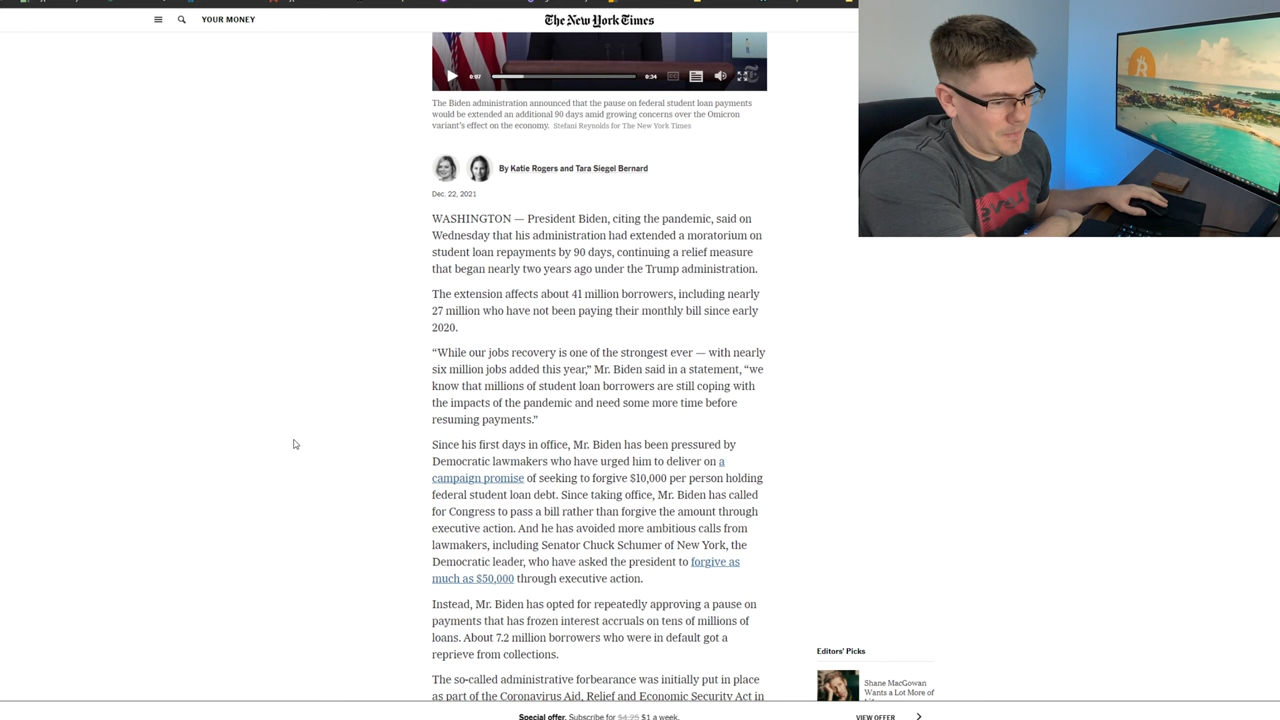 YOUR MONEY
The New York Times
0:07
0:34
CC
The Biden administration announced that the pause on federal student loan payments
would be extended an additional 90 days amid growing concerns over the Omicron
variant's effect on the economy. Stefani Reynolds for The New York Times
By Katie Rogers and Tara Siegel Bernard
Dec. 22, 2021
WASHINGTON — President Biden, citing the pandemic, said on
Wednesday that his administration had extended a moratorium on
student loan repayments by 90 days, continuing a relief measure
that began nearly two years ago under the Trump administration.
The extension affects about 41 million borrowers, including nearly
27 million who have not been paying their monthly bill since early
2020.
“While our jobs recovery is one of the strongest ever — with nearly
six million jobs added this year,” Mr. Biden said in a statement, “we
know that millions of student loan borrowers are still coping with
the impacts of the pandemic and need some more time before
resuming payments.”
Since his first days in office, Mr. Biden has been pressured by
Democratic lawmakers who have urged him to deliver on a
campaign promise of seeking to forgive $10,000 per person holding
federal student loan debt. Since taking office, Mr. Biden has called
for Congress to pass a bill rather than forgive the amount through
executive action. And he has avoided more ambitious calls from
lawmakers, including Senator Chuck Schumer of New York, the
Democratic leader, who have asked the president to forgive as
much as $50,000 through executive action.
Instead, Mr. Biden has opted for repeatedly approving a pause on
payments that has frozen interest accruals on tens of millions of
loans. About 7.2 million borrowers who were in default got a
reprieve from collections.
The so-called administrative forbearance was initially put in place
as part of the Coronavirus Aid, Relief and Economic Security Act in
Editors' Picks
Shane MacGowan
Wants a Lot More of
Special offer. Subscribe for $4.25 $1 a week.
VIEW OFFER